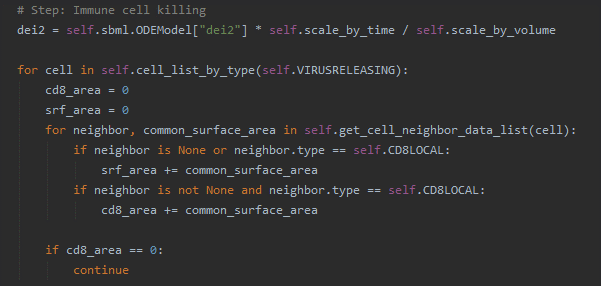 # Step: Immune cell killing
dei2 = self.sbml.ODEModel["dei2"] * self.scale_by_time / self.scale_by_volume
for cell in self.cell_list_by_type(self.VIRUSRELEASING):
cd8_area = 0
srf_area = 0
for neighbor, common_surface_area in self.get_cell_neighbor_data_list(cell):
if neighbor is None or neighbor.type == self.CD8LOCAL:
srf_area += common_surface_area
if neighbor is not None and neighbor.type == self.CD8LOCAL:
cd8_area += common_surface_area
if cd8_area == 0:
continue